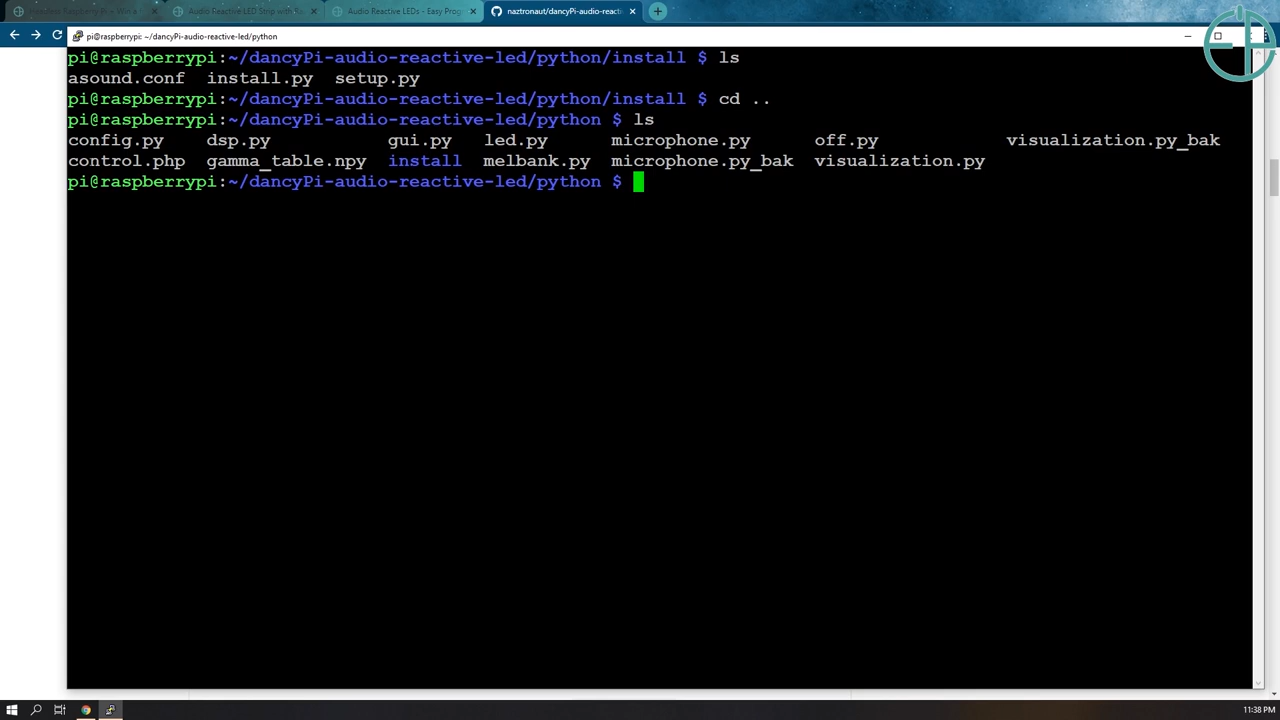 Audio Reactive LED Strip with Ra
Audio Reactive LEDs - Easy Prog
naztronaut/dancyPi-audio-reacti
pi@raspberrypi: ~/dancyPi-audio-reactive-led/python
pi@raspberrypi:~/dancyPi-audio-reactive-led/python/install $ ls
asound.conf install.py setup.py
pi@raspberrypi:~/dancyPi-audio-reactive-led/python/install $ cd ..
pi@raspberrypi:~/dancyPi-audio-reactive-led/python $ ls
config.py dsp.py gui.py led.py microphone.py off.py visualization.py_bak
control.php gamma_table.npy install melbank.py microphone.py_bak visualization.py
pi@raspberrypi:~/dancyPi-audio-reactive-led/python $
11:38 PM